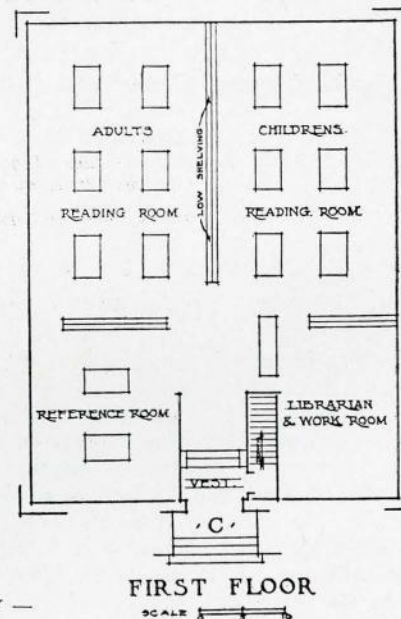 ADULTS
READING ROOM
LOW SHELVING
CHILDRENS.
READING. ROOM.
REFERENCE ROOM.
LIBRARIAN
& WORK ROOM
VEST.
'C'
FIRST FLOOR
SCALE